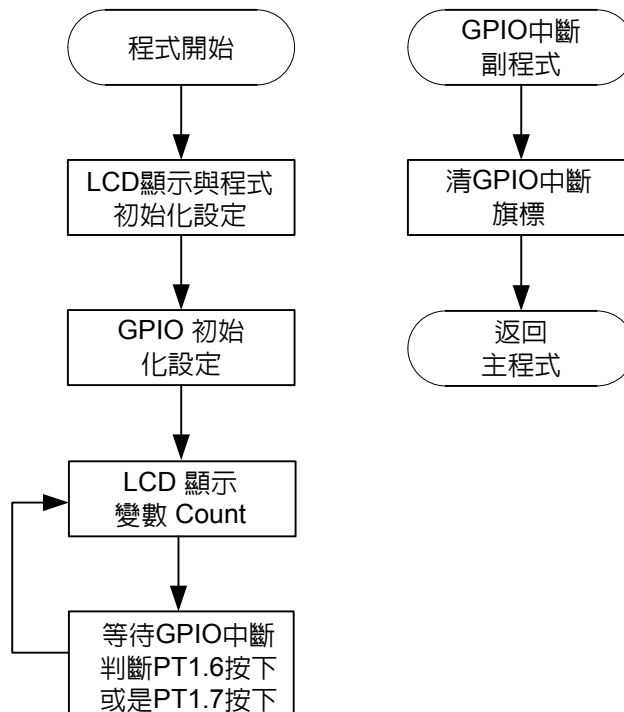 程式開始
LCD顯示與程式
初始化設定
GPIO 初始
化設定
LCD 顯示
變數 Count
等待GPIO中斷
判斷PT1.6按下
或是PT1.7按下
GPIO中斷
副程式
清GPIO中斷
旗標
返回
主程式